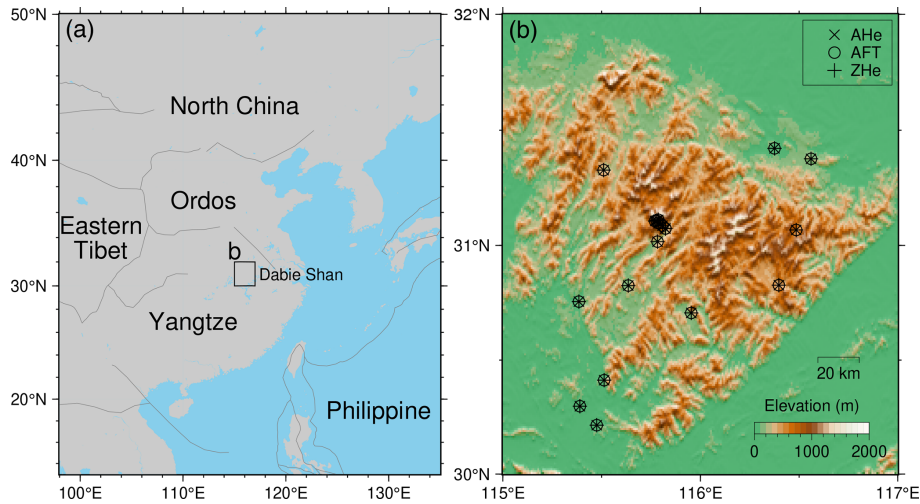 (a)
50°N
40°N
30°N
20°N
100°E
110°E
120°E
130°E
North China
Ordos
Eastern
Tibet
b
Dabie Shan
Yangtze
Philippine
(b)
32°N
31°N
30°N
115°E
116°E
117°E
AHe
AFT
ZHe
20 km
Elevation (m)
0
1000
2000